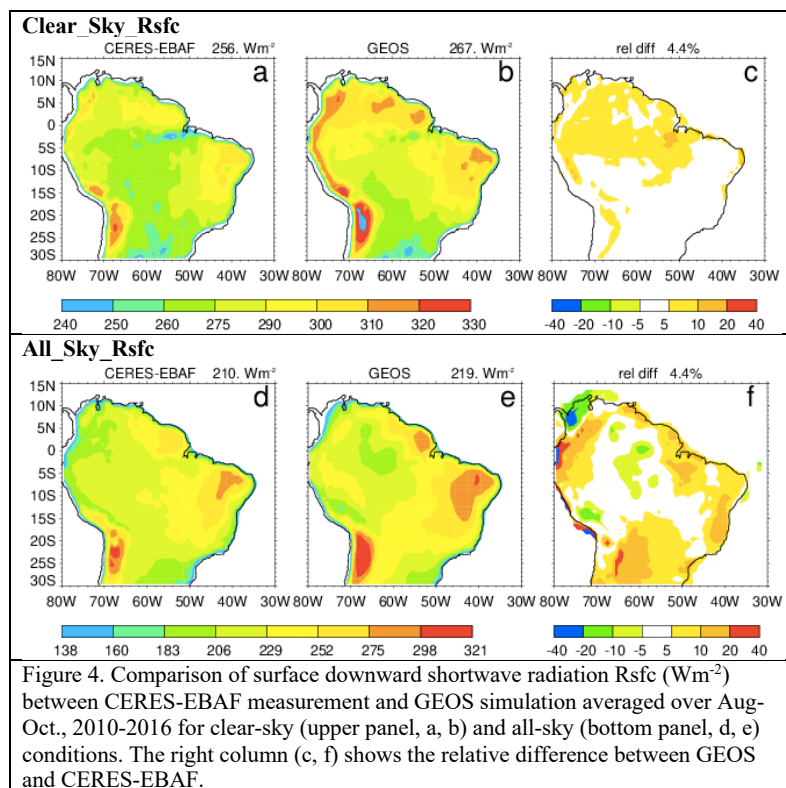 Clear_Sky_Rsfc
CERES-EBAF 256. Wm-2 GEOS 267. Wm-2 rel diff 4.4%
a b c
15N
10N
5N
0
5S
10S
15S
20S
25S
30S
80W 70W 60W 50W 40W 30W 80W 70W 60W 50W 40W 30W 80W 70W 60W 50W 40W 30W
240 250 260 275 290 300 310 320 330 -40 -20 -10 -5 5 10 20 40
All_Sky_Rsfc
CERES-EBAF 210. Wm-2 GEOS 219. Wm-2 rel diff 4.4%
d e f
15N
10N
5N
0
5S
10S
15S
20S
25S
30S
80W 70W 60W 50W 40W 30W 80W 70W 60W 50W 40W 30W 80W 70W 60W 50W 40W 30W
138 160 183 206 229 252 275 298 321 -40 -20 -10 -5 5 10 20 40
Figure 4. Comparison of surface downward shortwave radiation Rsfc (Wm-2)
between CERES-EBAF measurement and GEOS simulation averaged over Aug-
Oct., 2010-2016 for clear-sky (upper panel, a, b) and all-sky (bottom panel, d, e)
conditions. The right column (c, f) shows the relative difference between GEOS
and CERES-EBAF.